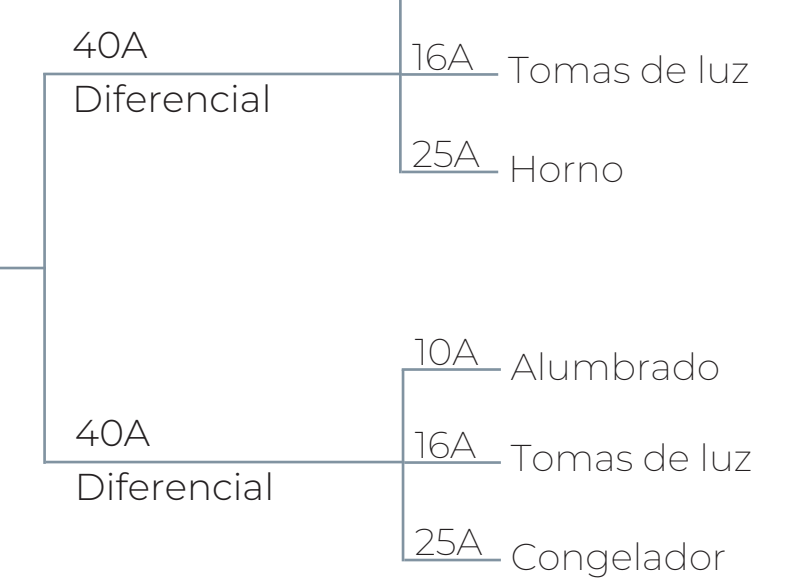 40A
Diferencial
16A Tomas de luz
25A Horno
10A Alumbrado
40A
Diferencial
16A Tomas de luz
25A Congelador